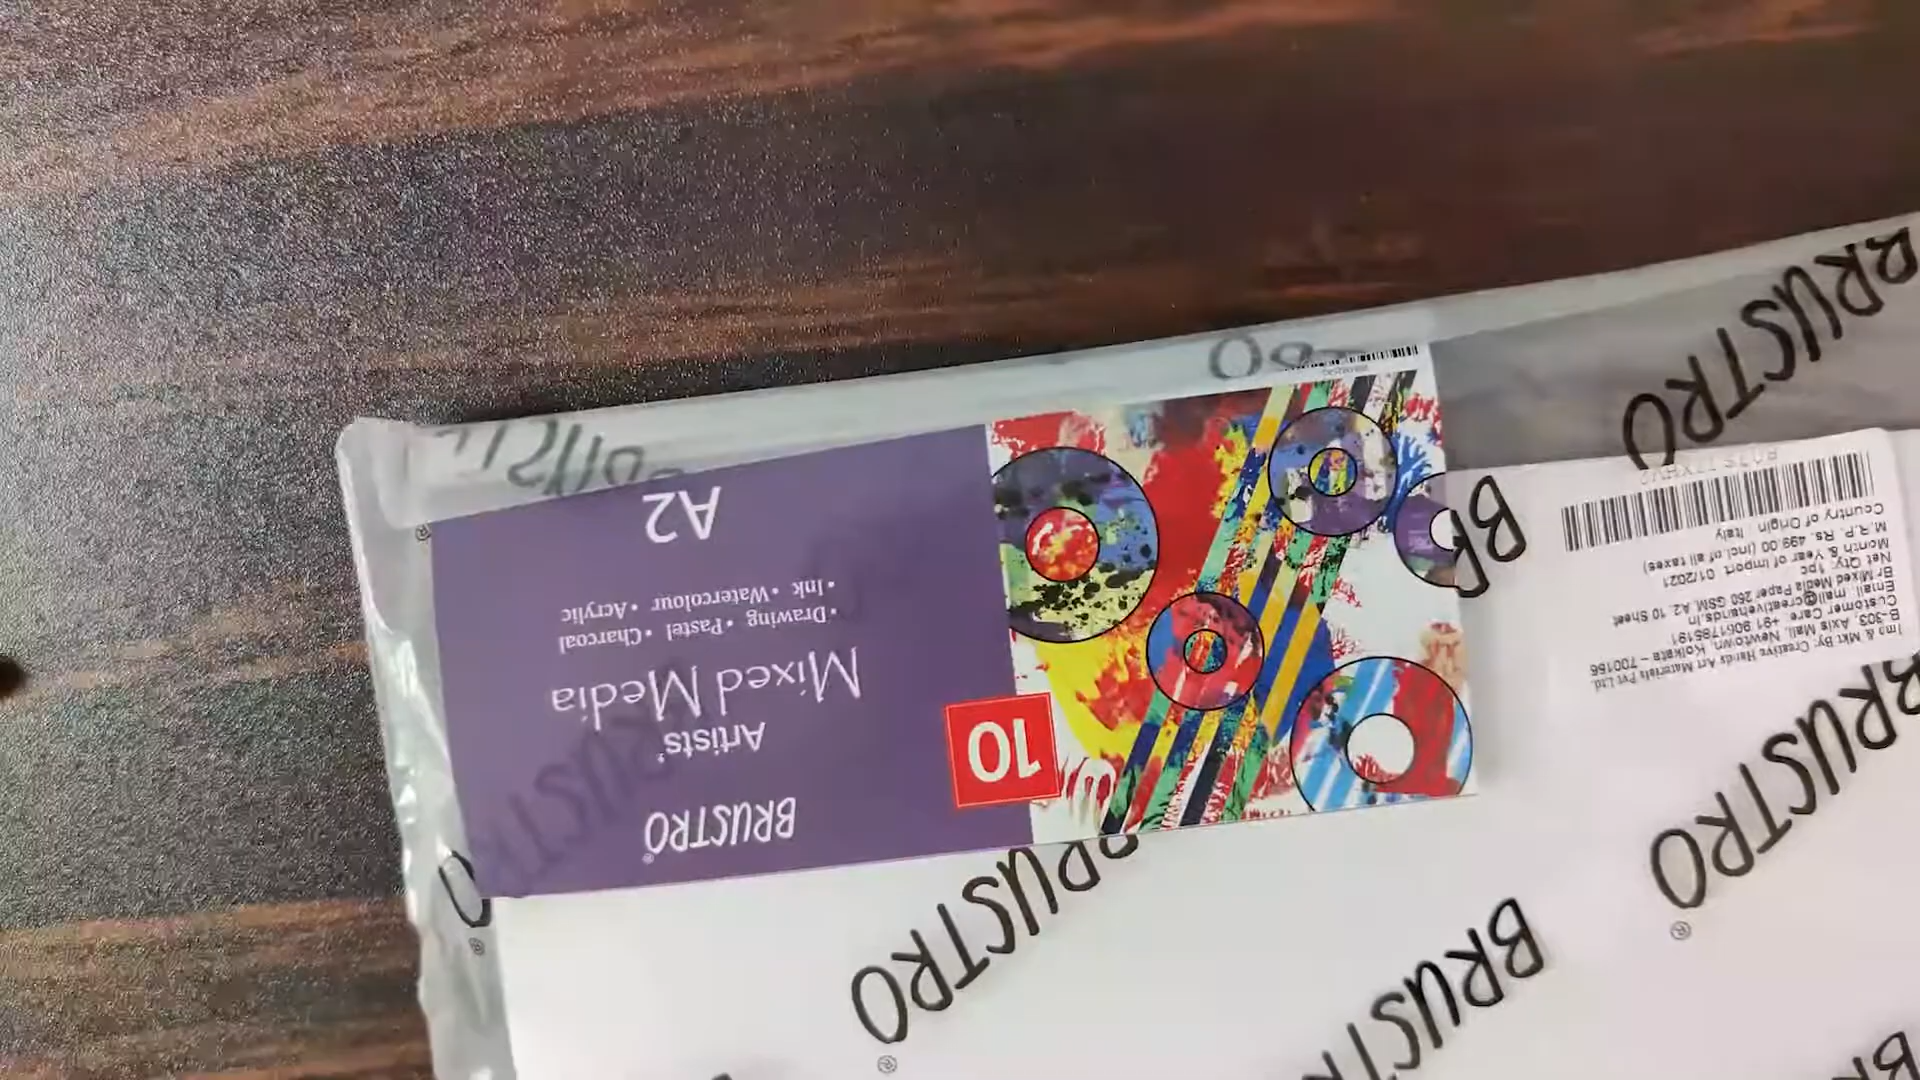 BRUSTRO®
Artists'
Mixed Media
• Drawing • Pastel • Charcoal
• Ink • Watercolour • Acrylic
A2
10
Imp & Mkt By: Creative Hands Art Materials Pvt Ltd.
B-303, Axis Mall, Newtown, Kolkata – 700156
Customer Care: +91 9061785191
Email: mail@creativehands.in
Br Mixed Media Paper 250 GSM, A2, 10 Sheet
Net Qty: 1pc
Month & Year of Import 01/2021
M.R.P. Rs. 499.00 (incl.of all taxes)
Country of Origin Italy
BRUSTRO
BRUSTRO
BRUSTRO
BRUSTRO